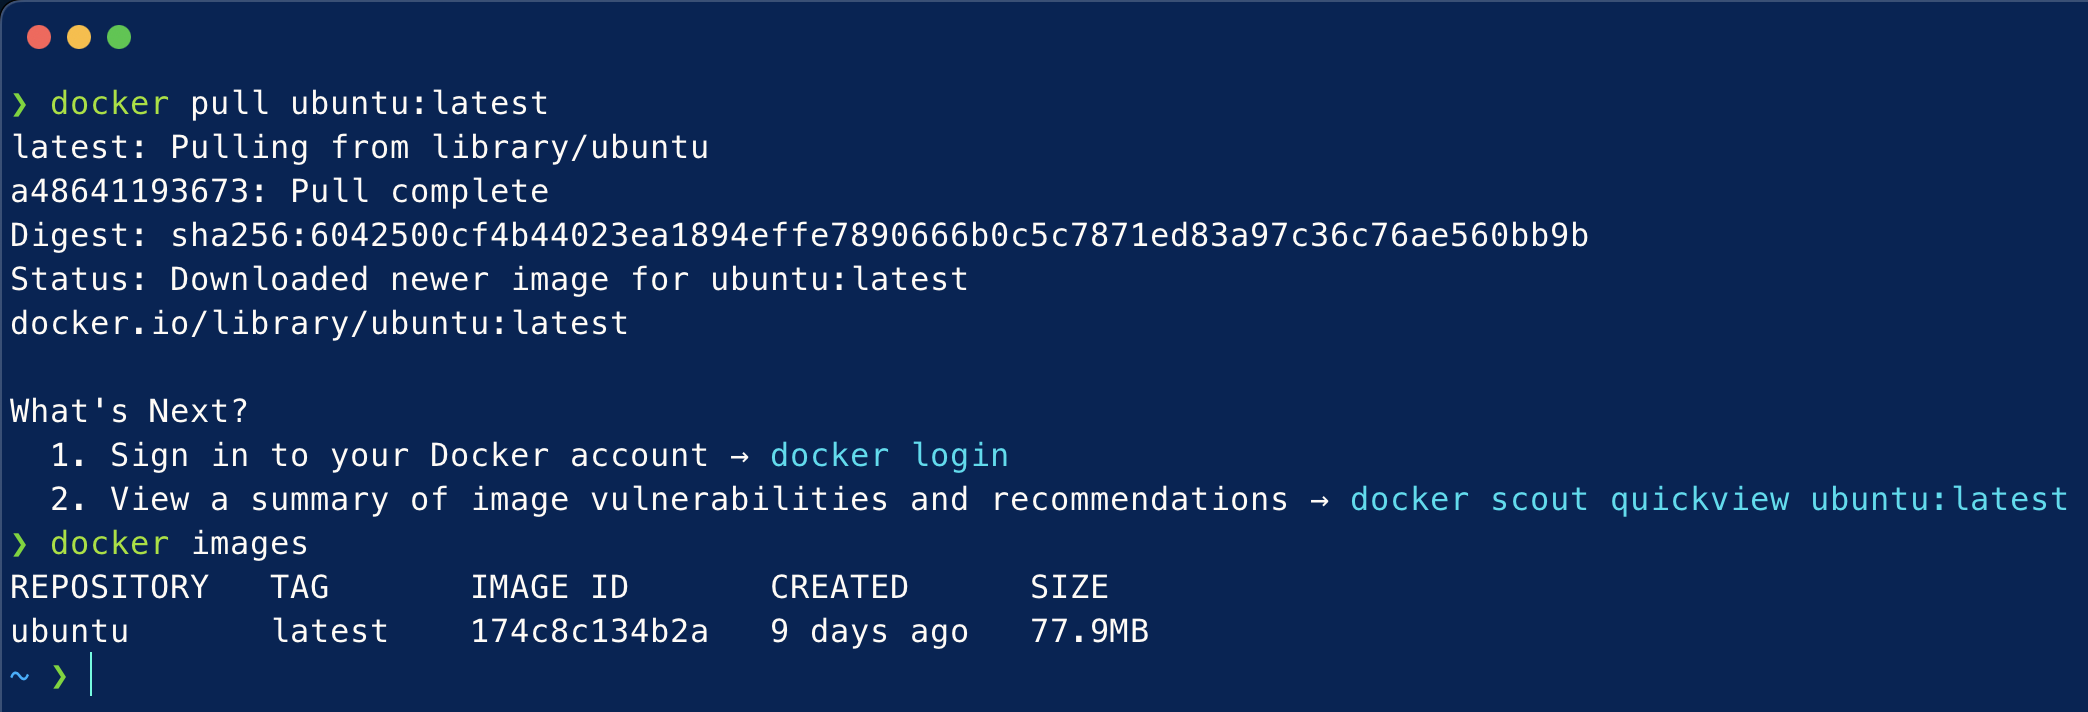 ❯ docker pull ubuntu:latest
latest: Pulling from library/ubuntu
a48641193673: Pull complete
Digest: sha256:6042500cf4b44023ea1894effe7890666b0c5c7871ed83a97c36c76ae560bb9b
Status: Downloaded newer image for ubuntu:latest
docker.io/library/ubuntu:latest

What's Next?
  1. Sign in to your Docker account → docker login
  2. View a summary of image vulnerabilities and recommendations → docker scout quickview ubuntu:latest
❯ docker images
REPOSITORY   TAG       IMAGE ID       CREATED      SIZE
ubuntu       latest    174c8c134b2a   9 days ago   77.9MB
~ ❯